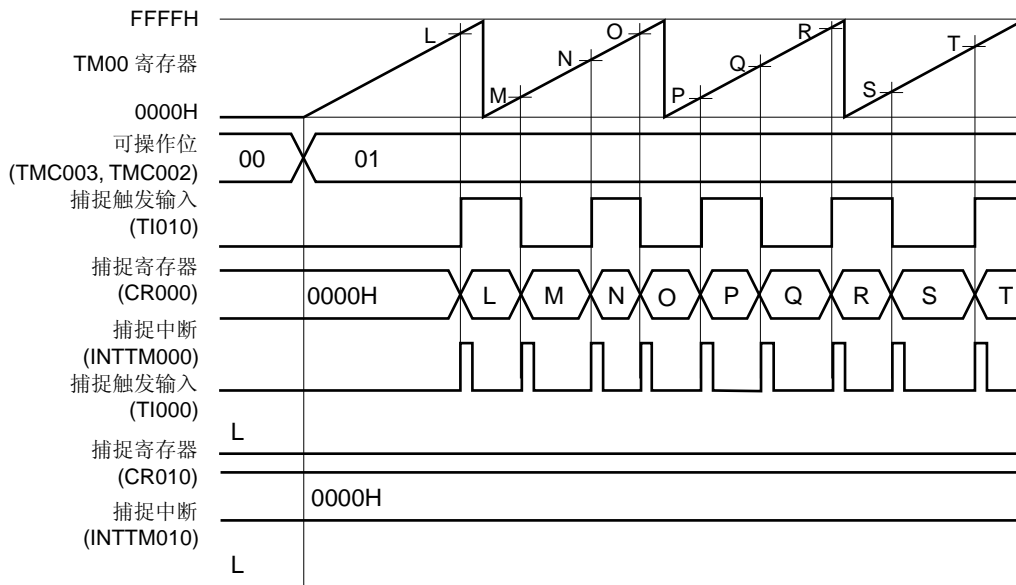 FFFFH
TM00 寄存器
0000H
L
M
N
O
P
Q
R
S
T
可操作位
(TMC003, TMC002)
00
01
捕捉触发输入
(TI010)
捕捉寄存器
(CR000)
0000H
L
M
N
O
P
Q
R
S
T
捕捉中断
(INTTM000)
捕捉触发输入
(TI000)
L
捕捉寄存器
(CR010)
0000H
捕捉中断
(INTTM010)
L